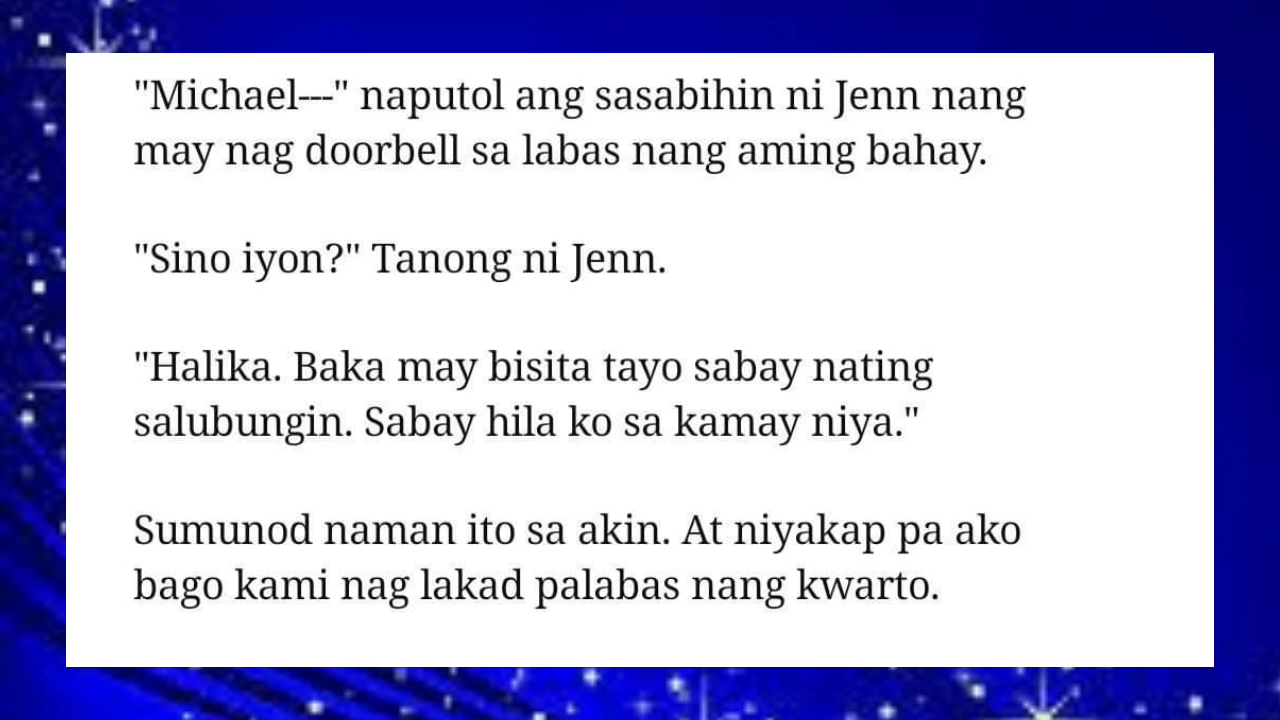 "Michael---" naputol ang sasabihin ni Jenn nang
may nag doorbell sa labas nang aming bahay.
"Sino iyon?" Tanong ni Jenn.
"Halika. Baka may bisita tayo sabay nating
salubungin. Sabay hila ko sa kamay niya."
Sumunod naman ito sa akin. At niyakap pa ako
bago kami nag lakad palabas nang kwarto.